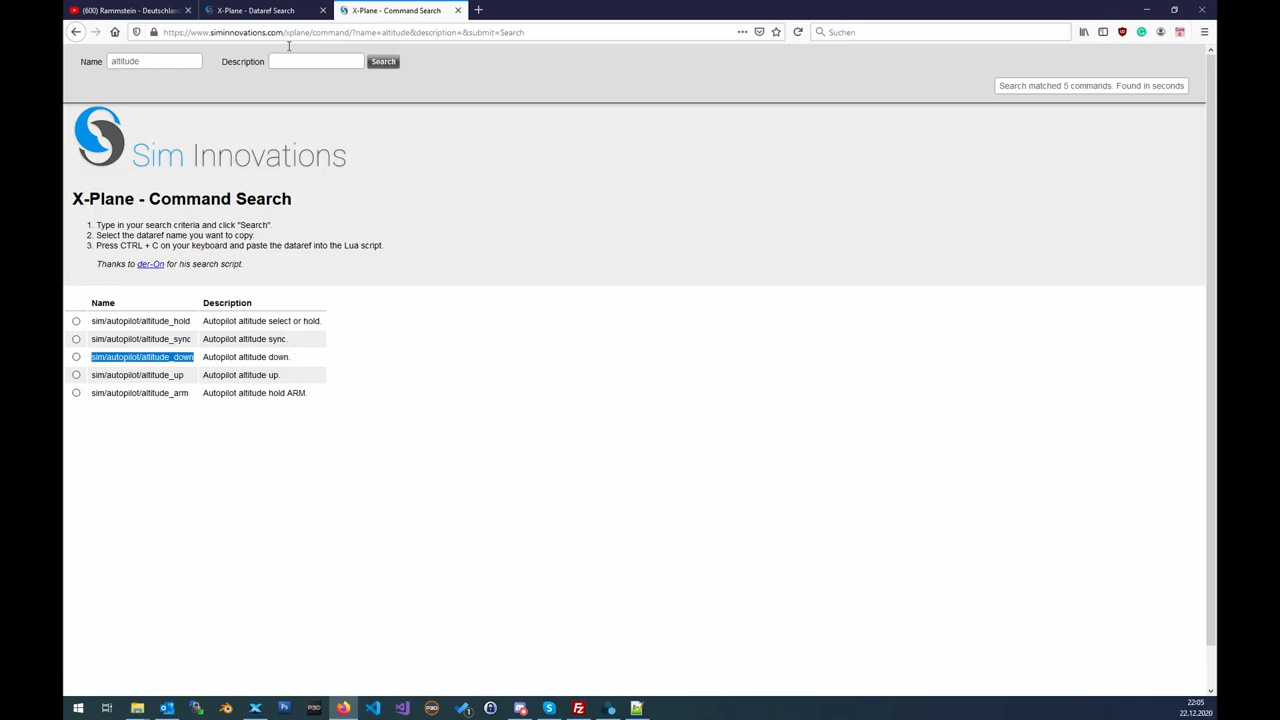 (600) Rammstein - Deutschlan
X-Plane - Dataref Search
X-Plane - Command Search
https://www.siminnovations.com/xplane/command/?name=altitude&description=&submit=Search
Suchen
Name
altitude
Description
Search
Search matched 5 commands. Found in seconds
Sim Innovations
X-Plane - Command Search
1. Type in your search criteria and click "Search".
2. Select the dataref name you want to copy.
3. Press CTRL + C on your keyboard and paste the dataref into the Lua script.
Thanks to der-On for his search script.
Name Description
sim/autopilot/altitude_hold Autopilot altitude select or hold.
sim/autopilot/altitude_sync Autopilot altitude sync.
sim/autopilot/altitude_down Autopilot altitude down.
sim/autopilot/altitude_up Autopilot altitude up.
sim/autopilot/altitude_arm Autopilot altitude hold ARM.
Ps
P3D
P3D
S
Fz
22:05
22.12.2020